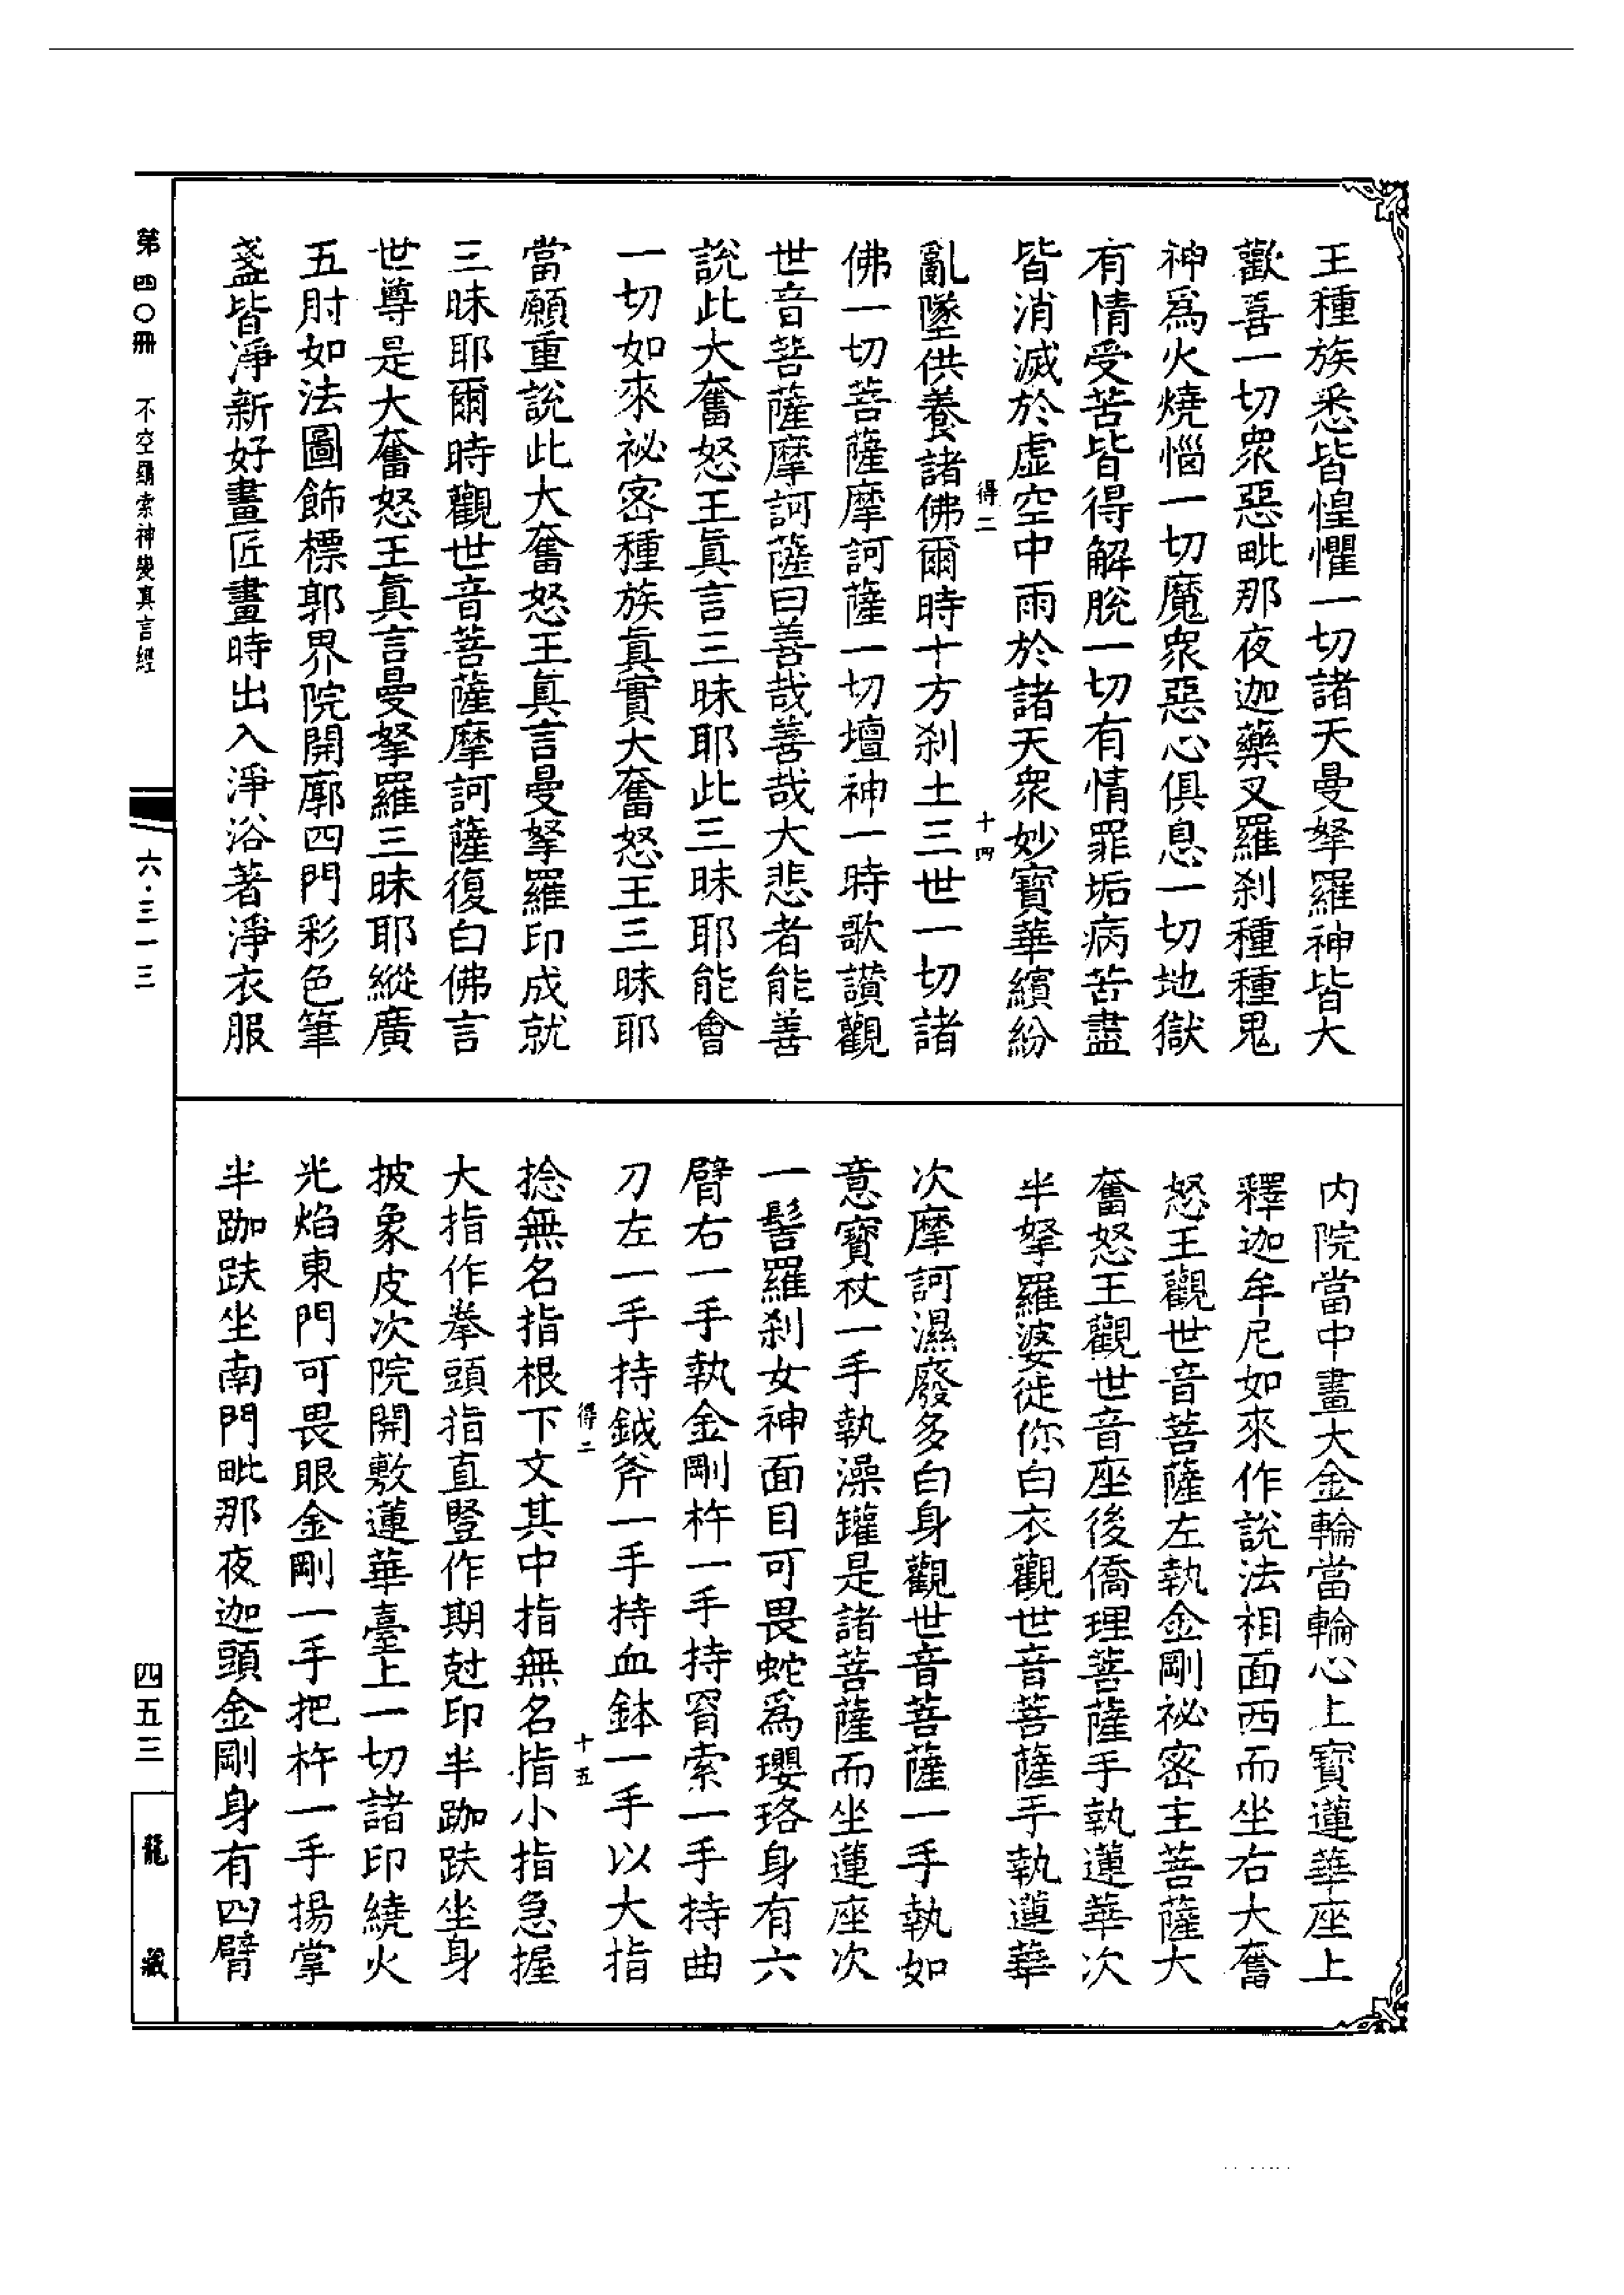 王種族悉皆惶懼一切諸天曼拏羅神皆大
歡喜一切衆惡毗那夜迦藥叉羅刹種種鬼
神爲火燒惱一切魔衆惡心俱息一切地獄
有情受苦皆得解脫一切有情罪垢病苦盡
皆消滅於虛空中雨於諸天衆妙寶華繽紛
得二 十四
亂墜供養諸佛爾時十方刹土三世一切諸
佛一切菩薩摩訶薩一切壇神一時歌讃觀
世音菩薩摩訶薩曰善哉善哉大悲者能善
說此大奮怒王眞言三昧耶此三昧耶能會
一切如來祕密種族眞實大奮怒王三昧耶
當願重說此大奮怒王眞言曼拏羅印成就
三昧耶爾時觀世音菩薩摩訶薩復白佛言
世尊是大奮怒王眞言曼拏羅三昧耶縱廣
五肘如法圖飾標郭界院開廓四門彩色筆
盞皆淨新好畫匠畫時出入淨浴著淨衣服
內院當中畫大金輪當輪心上寶蓮華座上
釋迦牟尼如來作說法相面西而坐右大奮
怒王觀世音菩薩左執金剛祕密主菩薩大
奮怒王觀世音座後僑理菩薩手執蓮華次
半拏羅婆徙你白衣觀世音菩薩手執蓮華
次摩訶濕廢多白身觀世音菩薩一手執如
意寶杖一手執澡罐是諸菩薩而坐蓮座次
一髻羅刹女神面目可畏蛇爲瓔珞身有六
臂右一手執金剛杵一手持罥索一手持曲
刀左一手持鉞斧一手持血鉢一手以大指
得二 十五
捻無名指根下文其中指無名指小指急握
大指作拳頭指直豎作期尅印半跏趺坐身
披象皮次院開敷蓮華臺上一切諸印繞火
光焰東門可畏眼金剛一手把杵一手揚掌
半跏趺坐南門毗那夜迦頭金剛身有四臂
第四〇冊 不空羂索神變真言經
六·三一三
四五三
龍藏